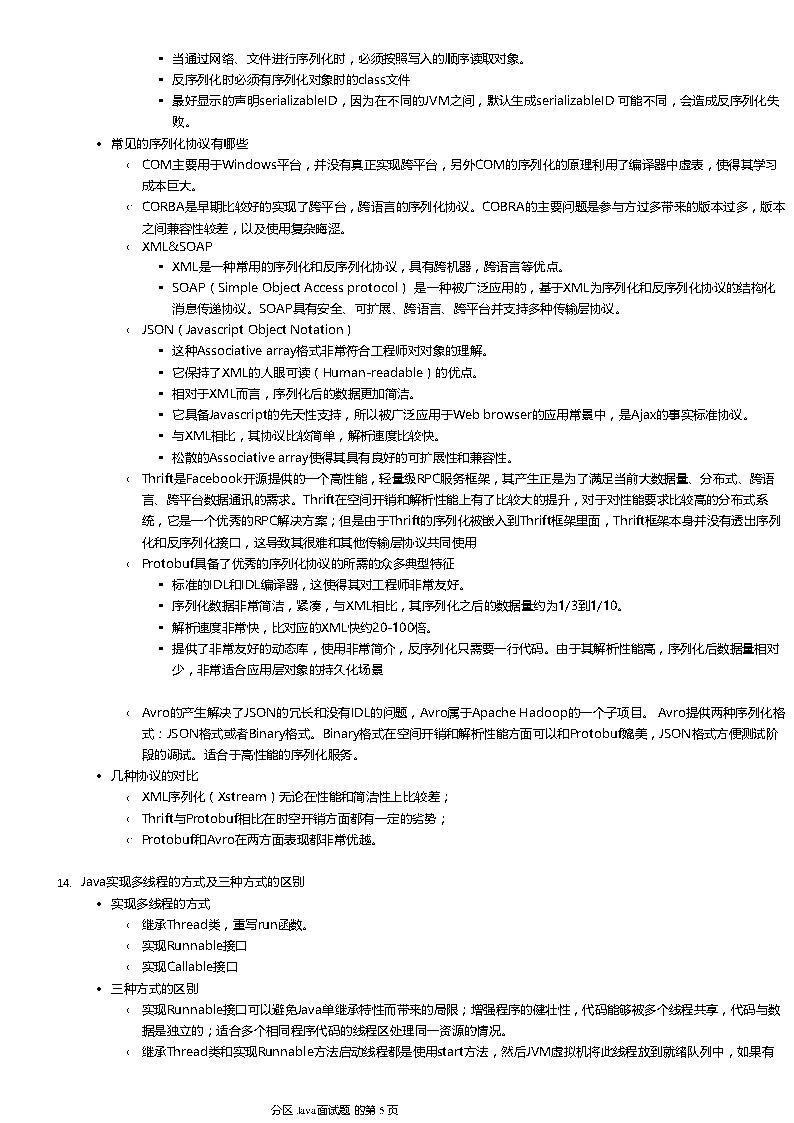 ▪ 当通过网络、文件进行序列化时，必须按照写入的顺序读取对象。
▪ 反序列化时必须有序列化对象时的class文件
▪ 最好显示的声明serializableID，因为在不同的JVM之间，默认生成serializableID 可能不同，会造成反序列化失
败。
• 常见的序列化协议有哪些
○ COM主要用于Windows平台，并没有真正实现跨平台，另外COM的序列化的原理利用了编译器中虚表，使得其学习
成本巨大。
○ CORBA是早期比较好的实现了跨平台，跨语言的序列化协议。COBRA的主要问题是参与方过多带来的版本过多，版本
之间兼容性较差，以及使用复杂晦涩。
○ XML&SOAP
▪ XML是一种常用的序列化和反序列化协议，具有跨机器，跨语言等优点。
▪ SOAP（Simple Object Access protocol） 是一种被广泛应用的，基于XML为序列化和反序列化协议的结构化
消息传递协议。SOAP具有安全、可扩展、跨语言、跨平台并支持多种传输层协议。
○ JSON（Javascript Object Notation）
▪ 这种Associative array格式非常符合工程师对对象的理解。
▪ 它保持了XML的人眼可读（Human-readable）的优点。
▪ 相对于XML而言，序列化后的数据更加简洁。
▪ 它具备Javascript的先天性支持，所以被广泛应用于Web browser的应用常景中，是Ajax的事实标准协议。
▪ 与XML相比，其协议比较简单，解析速度比较快。
▪ 松散的Associative array使得其具有良好的可扩展性和兼容性。
○ Thrift是Facebook开源提供的一个高性能，轻量级RPC服务框架，其产生正是为了满足当前大数据量、分布式、跨语
言、跨平台数据通讯的需求。Thrift在空间开销和解析性能上有了比较大的提升，对于对性能要求比较高的分布式系
统，它是一个优秀的RPC解决方案；但是由于Thrift的序列化被嵌入到Thrift框架里面，Thrift框架本身并没有透出序列
化和反序列化接口，这导致其很难和其他传输层协议共同使用
○ Protobuf具备了优秀的序列化协议的所需的众多典型特征
▪ 标准的IDL和IDL编译器，这使得其对工程师非常友好。
▪ 序列化数据非常简洁，紧凑，与XML相比，其序列化之后的数据量约为1/3到1/10。
▪ 解析速度非常快，比对应的XML快约20-100倍。
▪ 提供了非常友好的动态库，使用非常简介，反序列化只需要一行代码。由于其解析性能高，序列化后数据量相对
少，非常适合应用层对象的持久化场景
○ Avro的产生解决了JSON的冗长和没有IDL的问题，Avro属于Apache Hadoop的一个子项目。 Avro提供两种序列化格
式：JSON格式或者Binary格式。Binary格式在空间开销和解析性能方面可以和Protobuf媲美，JSON格式方便测试阶
段的调试。适合于高性能的序列化服务。
• 几种协议的对比
○ XML序列化（Xstream）无论在性能和简洁性上比较差；
○ Thrift与Protobuf相比在时空开销方面都有一定的劣势；
○ Protobuf和Avro在两方面表现都非常优越。
14. Java实现多线程的方式及三种方式的区别
• 实现多线程的方式
○ 继承Thread类，重写run函数。
○ 实现Runnable接口
○ 实现Callable接口
• 三种方式的区别
○ 实现Runnable接口可以避免Java单继承特性而带来的局限；增强程序的健壮性，代码能够被多个线程共享，代码与数
据是独立的；适合多个相同程序代码的线程区处理同一资源的情况。
○ 继承Thread类和实现Runnable方法启动线程都是使用start方法，然后JVM虚拟机将此线程放到就绪队列中，如果有
分区 Java面试题 的第 5 页